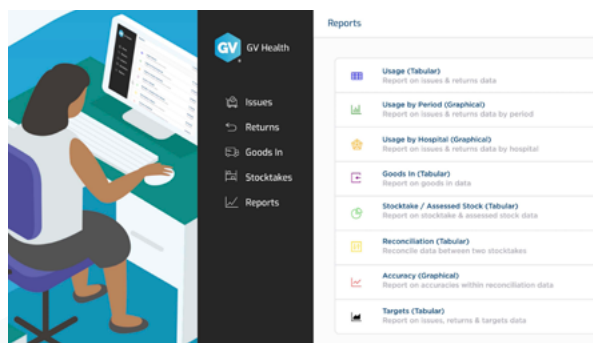 GV
GV Health
Issues
Returns
Goods In
Stocktakes
Reports
Reports
Usage (Tabular)
Report on issues & returns data
Usage by Period (Graphical)
Report on issues & returns data by period
Usage by Hospital (Graphical)
Report on issues & returns data by hospital
Goods In (Tabular)
Report on goods in data
Stocktake / Assessed Stock (Tabular)
Report on stocktake & assessed stock data
Reconciliation (Tabular)
Reconcile data between two stocktakes
Accuracy (Graphical)
Report on accuracies within reconciliation data
Targets (Tabular)
Report on issues, returns & targets data